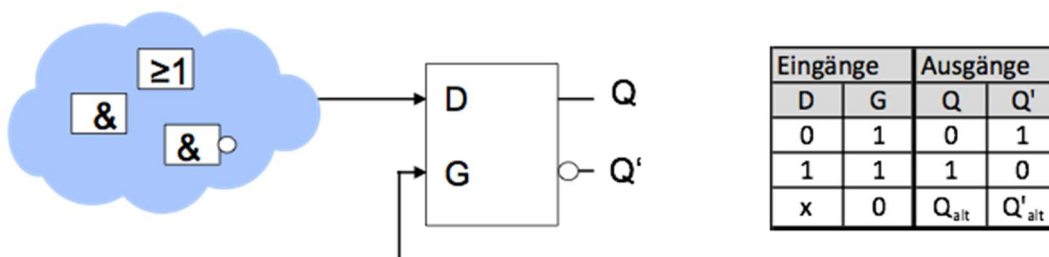 ≥1
&
&
D
G
Q
Q‘
Eingänge Ausgänge
D G Q Q'
0 1 0 1
1 1 1 0
x 0 Qalt Q'alt